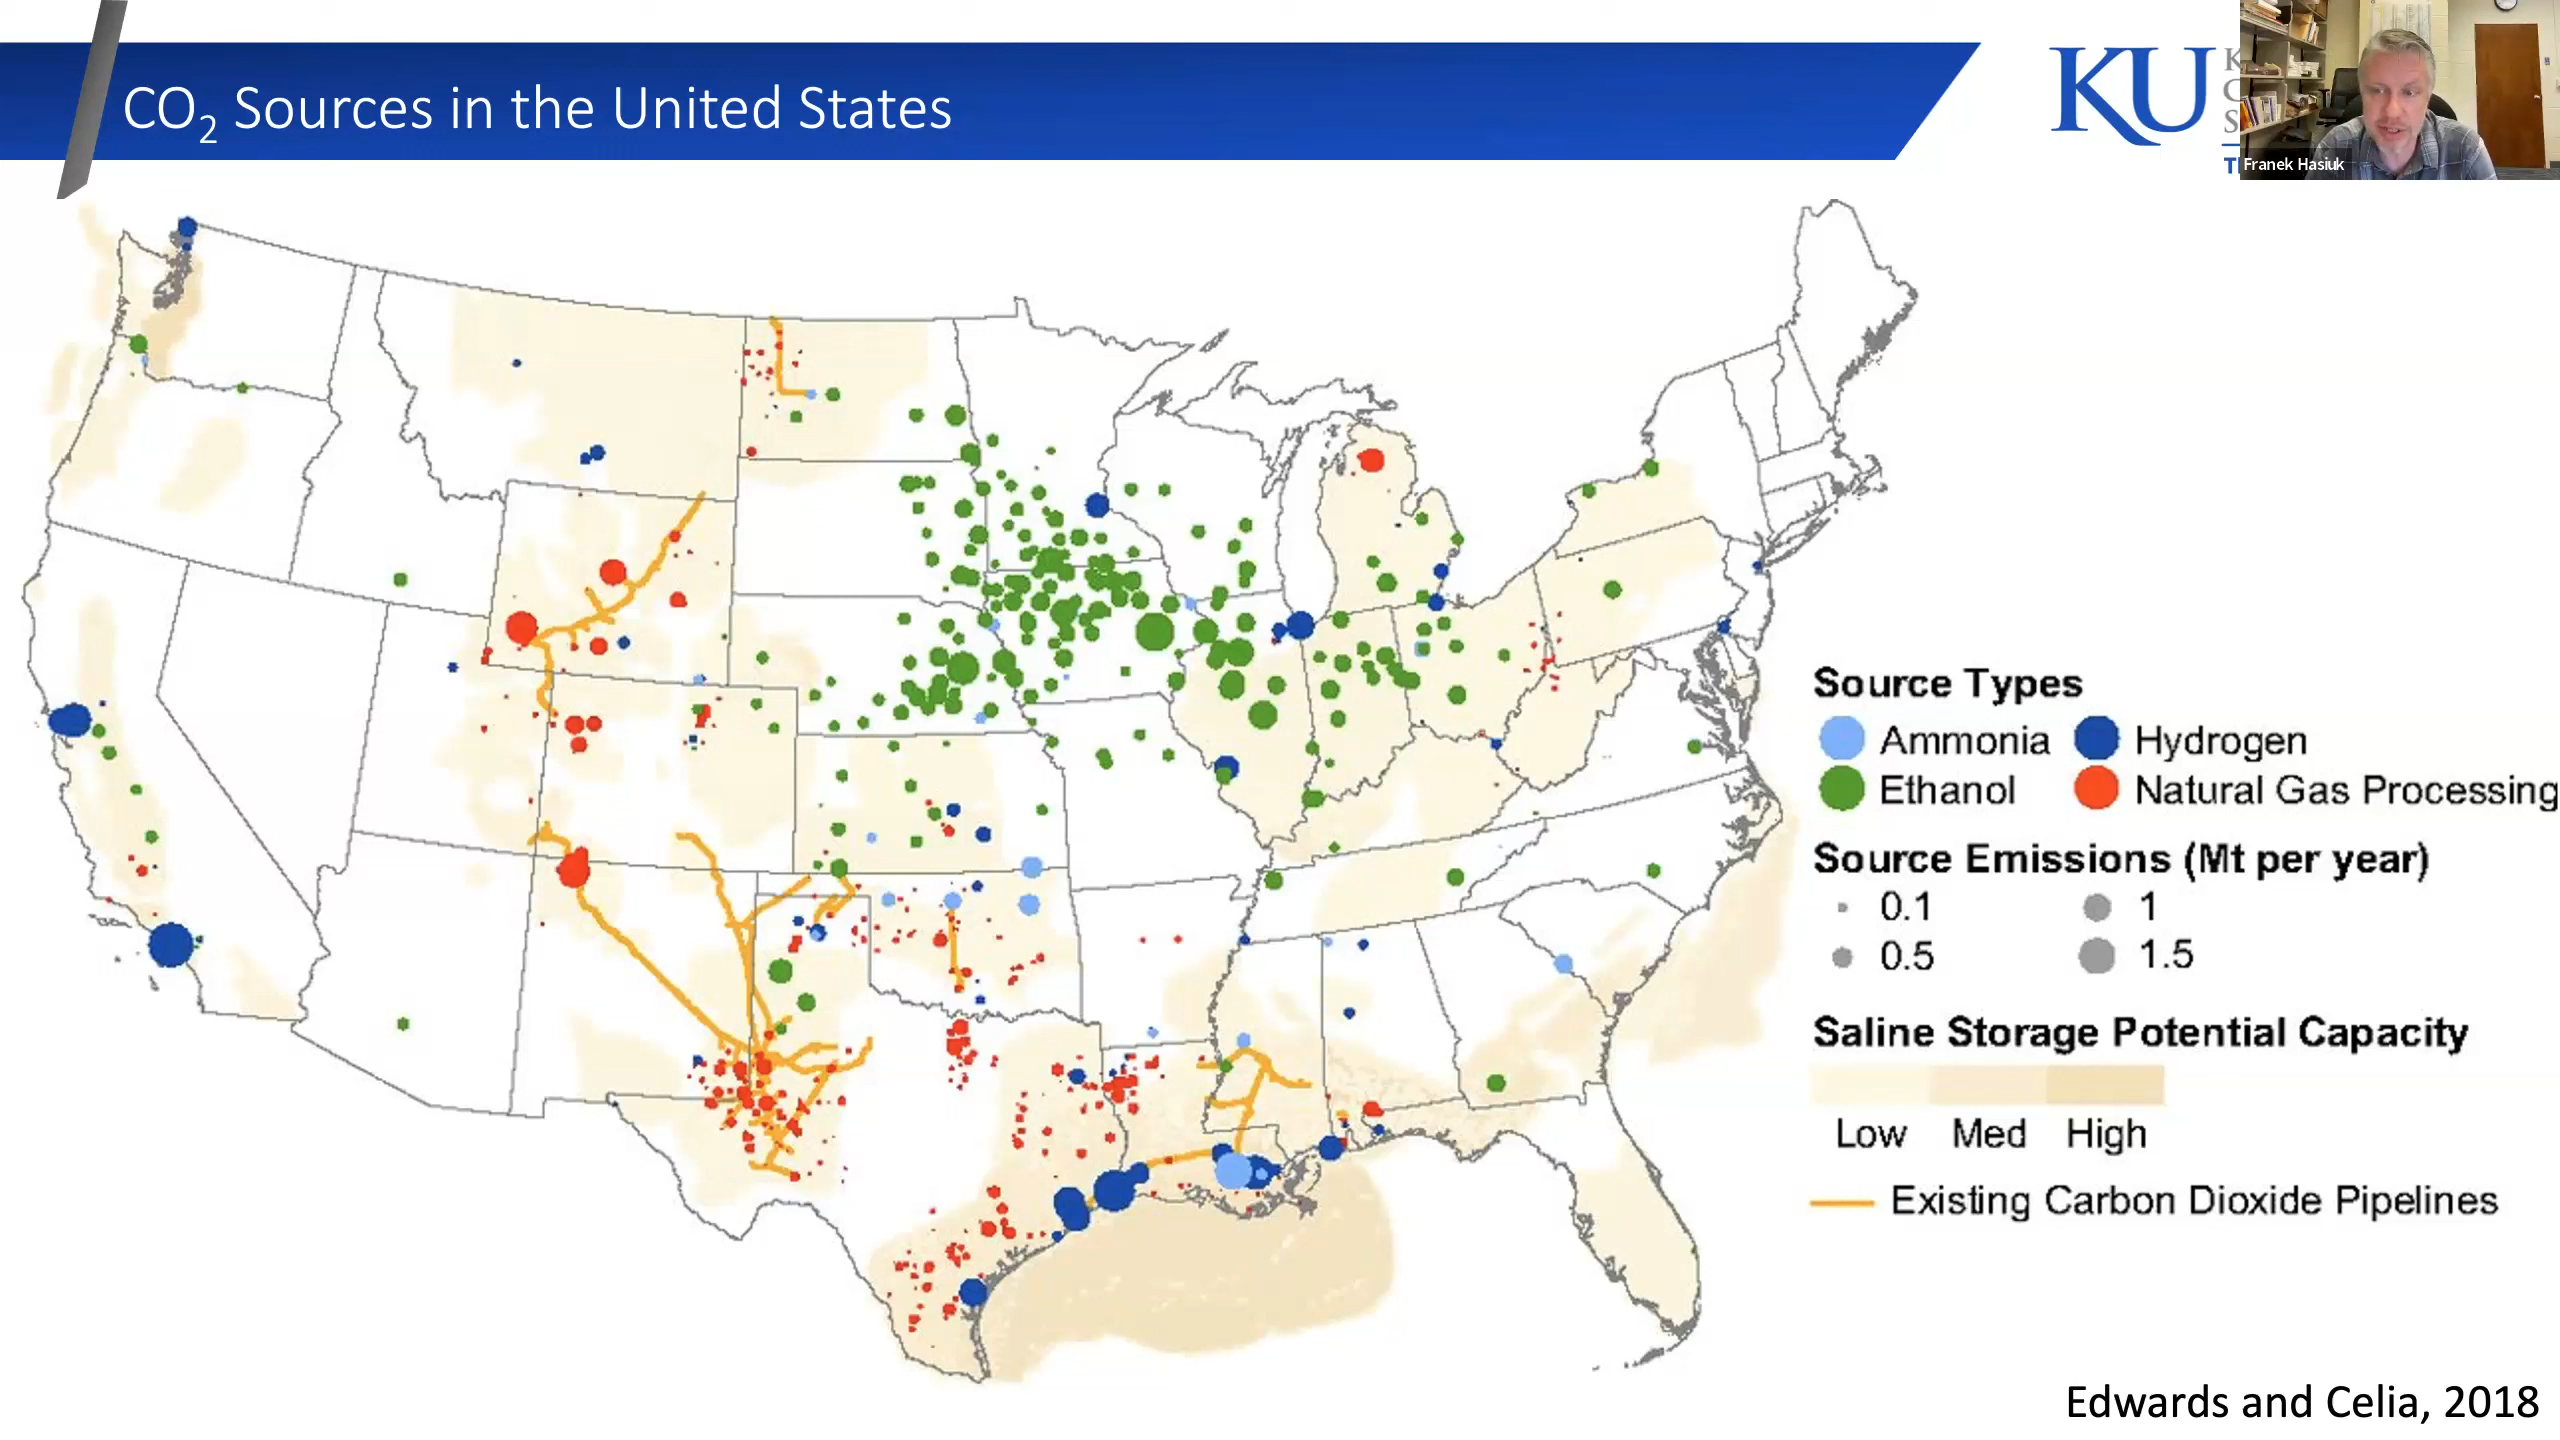 CO₂ Sources in the United States
KU
Franek Hasiuk
Source Types
Ammonia
Hydrogen
Ethanol
Natural Gas Processing
Source Emissions (Mt per year)
0.1
1
0.5
1.5
Saline Storage Potential Capacity
Low Med High
Existing Carbon Dioxide Pipelines
Edwards and Celia, 2018